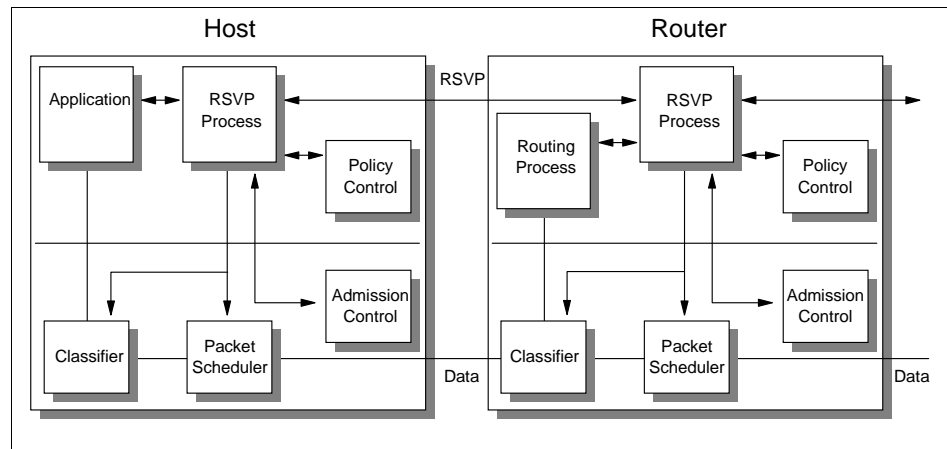 Host
Router
Application
RSVP
Process
RSVP
RSVP
Process
Policy
Control
Routing
Process
Policy
Control
Admission
Control
Admission
Control
Classifier
Packet
Scheduler
Data
Classifier
Packet
Scheduler
Data